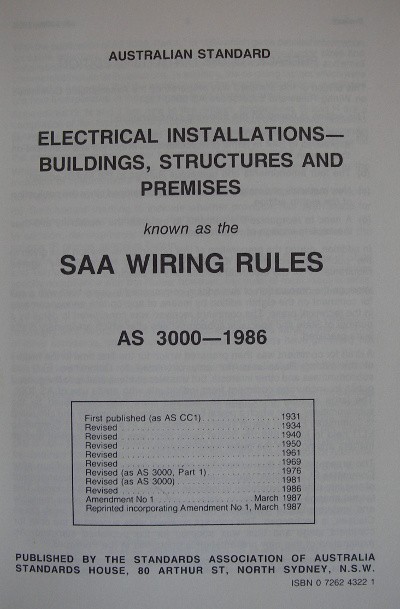 AUSTRALIAN STANDARD
ELECTRICAL INSTALLATIONS—
BUILDINGS, STRUCTURES AND
PREMISES
known as the
SAA WIRING RULES
AS 3000—1986
First published (as AS CC1) . . . . . . . . . . . . . . . 1931
Revised . . . . . . . . . . . . . . . . . . . . . . . . . . . 1934
Revised . . . . . . . . . . . . . . . . . . . . . . . . . . . 1940
Revised . . . . . . . . . . . . . . . . . . . . . . . . . . . 1950
Revised . . . . . . . . . . . . . . . . . . . . . . . . . . . 1961
Revised . . . . . . . . . . . . . . . . . . . . . . . . . . . 1969
Revised (as AS 3000, Part 1) . . . . . . . . . . . . . . 1976
Revised (as AS 3000) . . . . . . . . . . . . . . . . . . . 1981
Revised . . . . . . . . . . . . . . . . . . . . . . . . . . . 1986
Amendment No 1 . . . . . . . . . . . . . . . . March 1987
Reprinted incorporating Amendment No 1, March 1987
PUBLISHED BY THE STANDARDS ASSOCIATION OF AUSTRALIA
STANDARDS HOUSE, 80 ARTHUR ST, NORTH SYDNEY, N.S.W.
ISBN 0 7262 4322 1